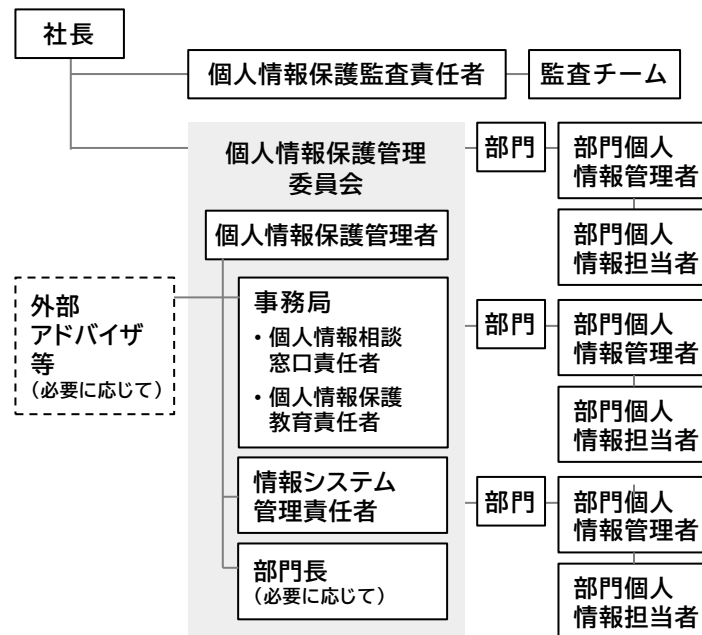 社長
個人情報保護監査責任者
監査チーム
個人情報保護管理
委員会
個人情報保護管理者
事務局
・個人情報相談
窓口責任者
・個人情報保護
教育責任者
情報システム
管理責任者
部門長
(必要に応じて)
外部
アドバイザ
等
(必要に応じて)
部門
部門個人
情報管理者
部門個人
情報担当者
部門
部門個人
情報管理者
部門個人
情報担当者
部門
部門個人
情報管理者
部門個人
情報担当者